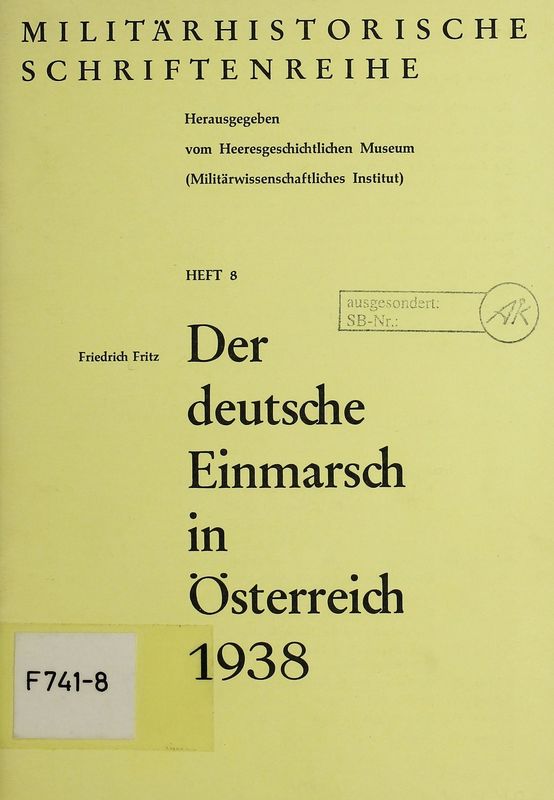 MILITÄRHISTORISCHE
SCHRIFTENREIHE
Herausgegeben
vom Heeresgeschichtlichen Museum
(Militärwissenschaftliches Institut)
HEFT 8
ausgesondert:
SB-Nr.:
AK
Friedrich Fritz
Der
deutsche
Einmarsch
in
Österreich
1938
F741-8